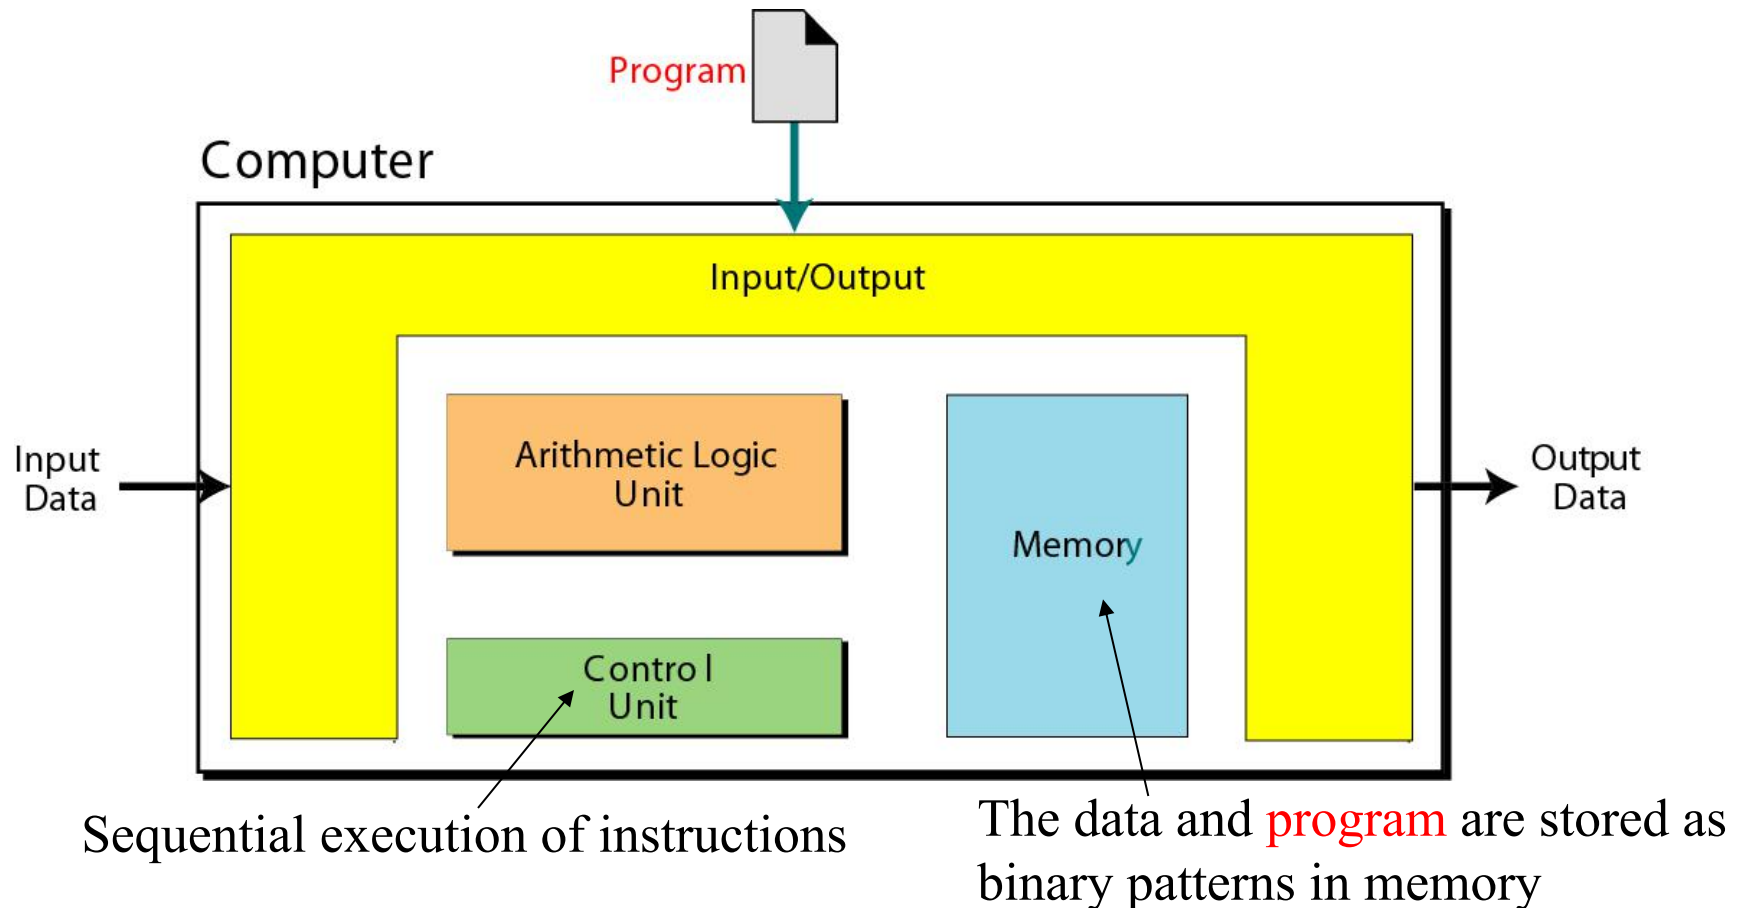 Program
Computer
Input/Output
Arithmetic Logic
Unit
Input
Data
Output
Data
Memory
Control
Unit
Sequential execution of instructions
The data and program are stored as
binary patterns in memory